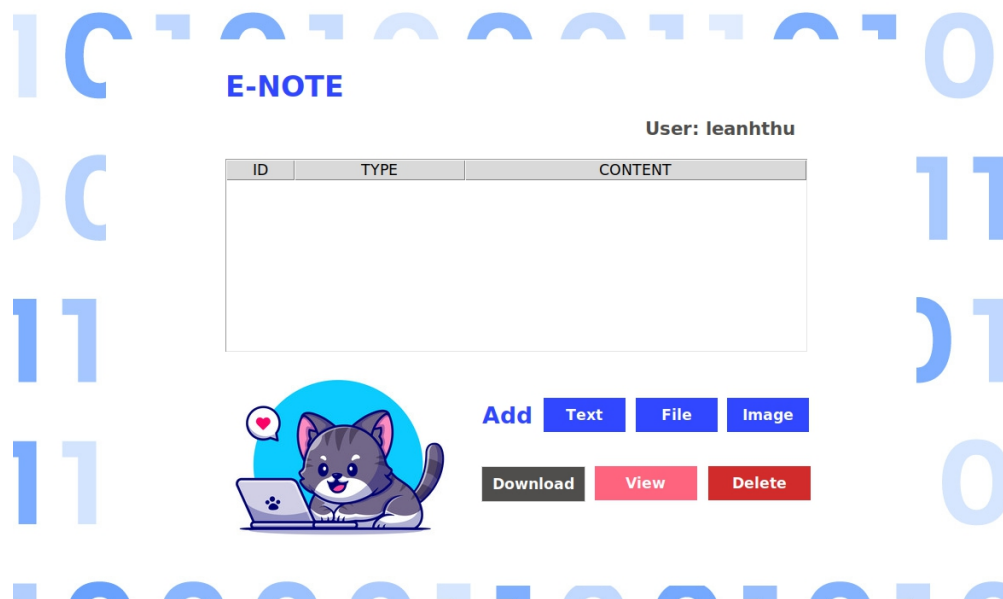 E-NOTE
User: leanhthu
ID TYPE CONTENT
Add Text File Image
Download View Delete